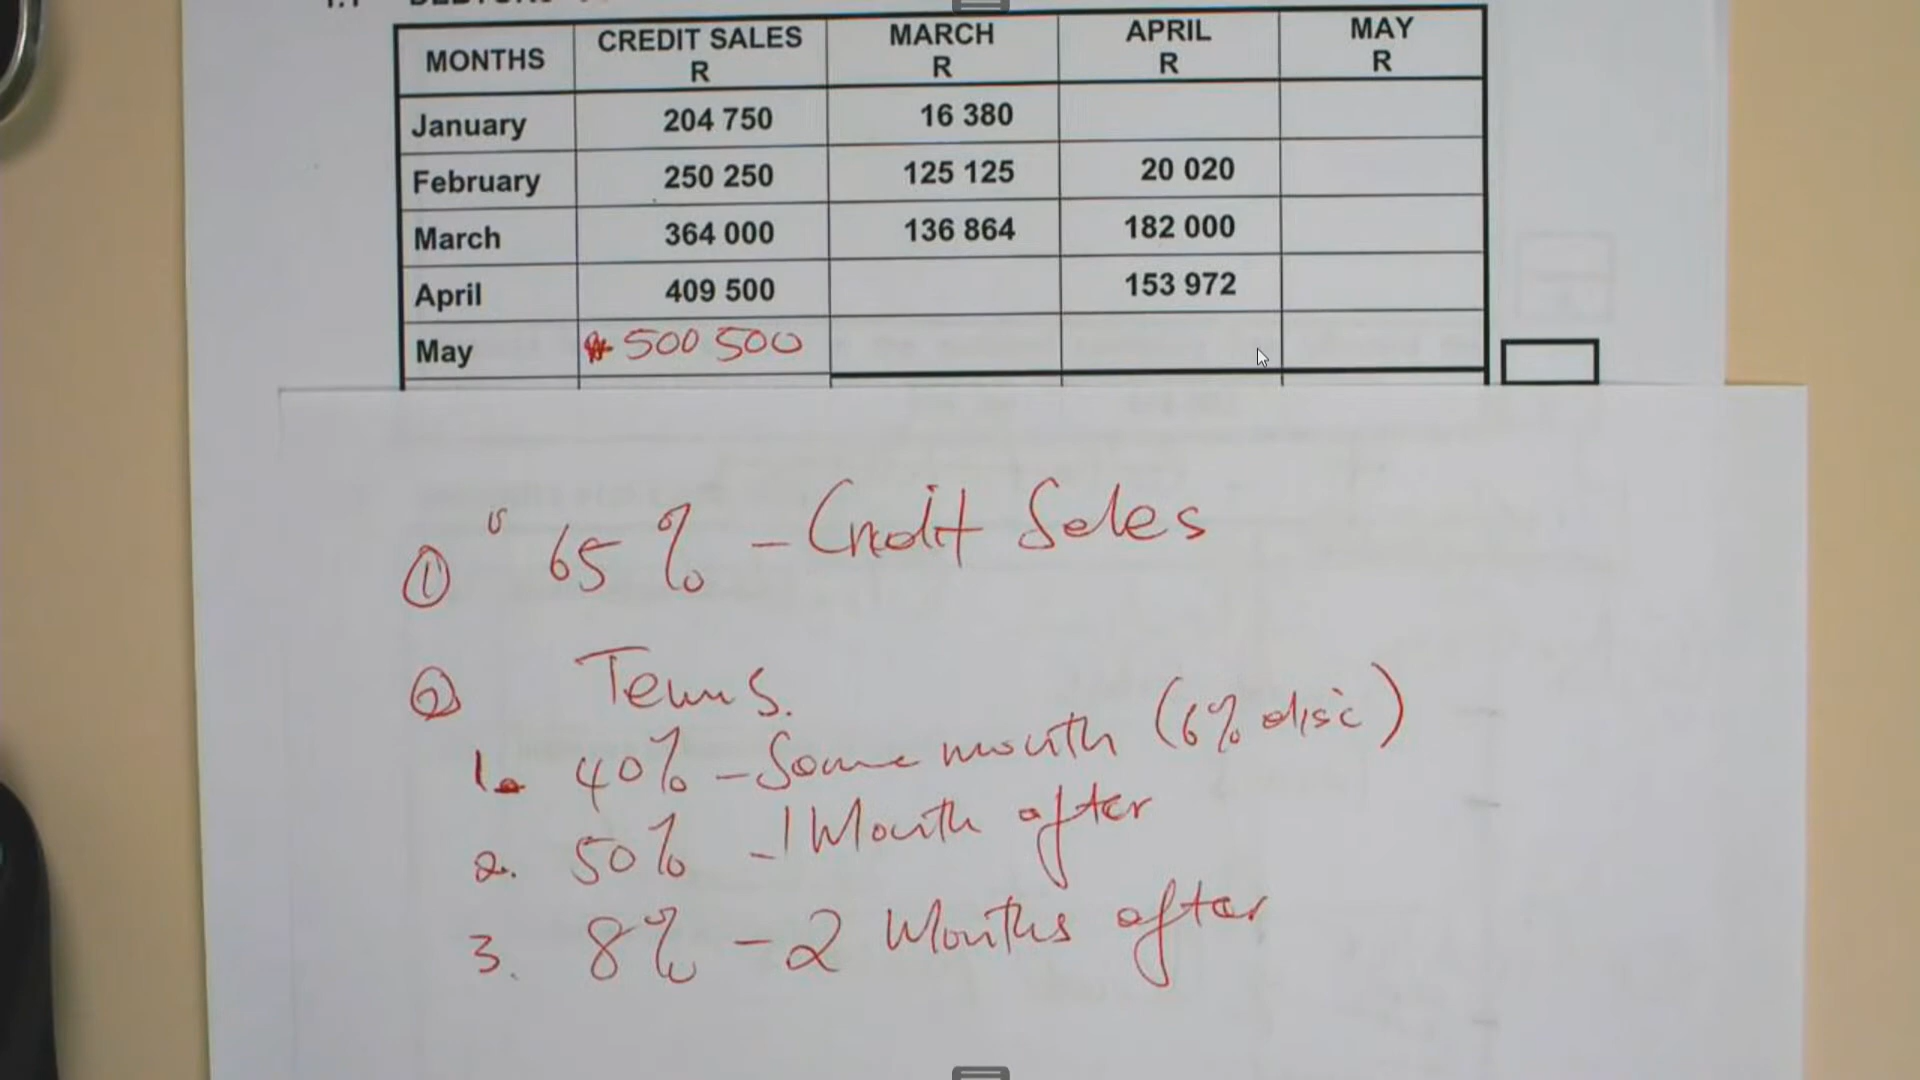 MONTHS CREDIT SALES R MARCH R APRIL R MAY R
January 204 750 16 380
February 250 250 125 125 20 020
March 364 000 136 864 182 000
April 409 500 153 972
May 500 500
① 65% - Credit Sales
② Terms.
1. 40% - Same month (6% disc)
2. 50% - 1 Month after
3. 8% - 2 Months after